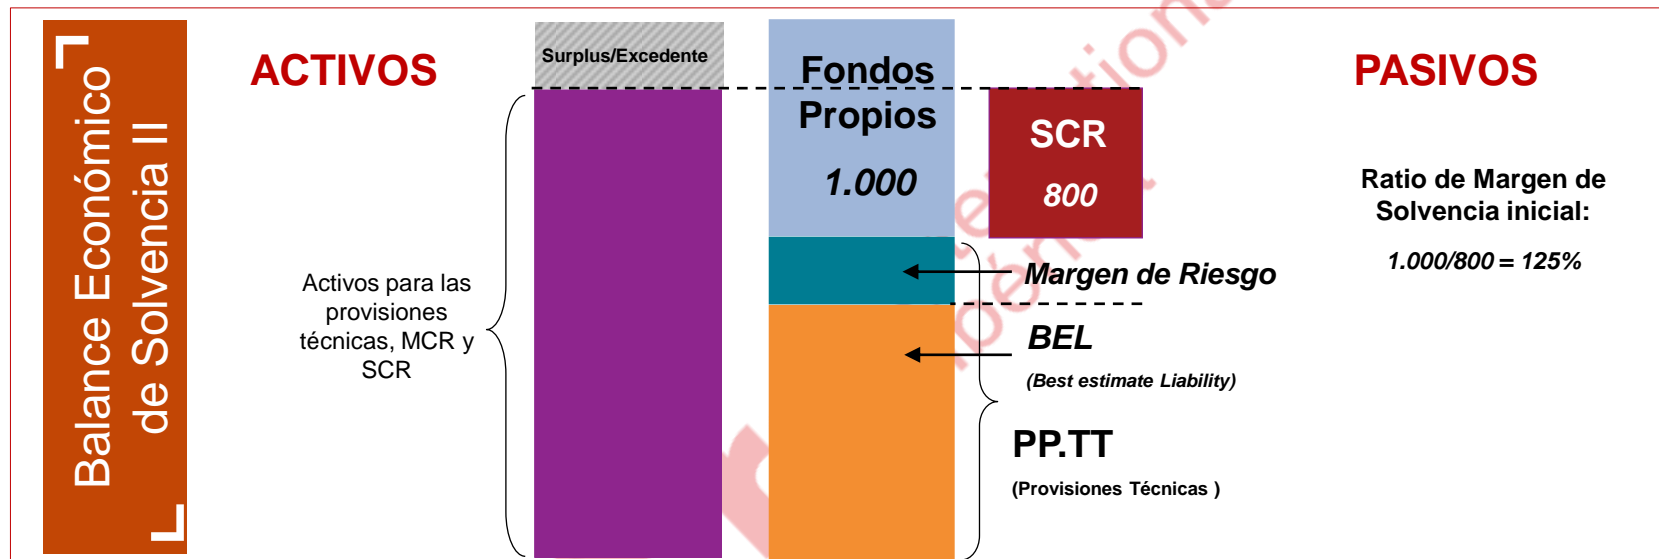 Balance Económico
de Solvencia II
ACTIVOS
Surplus/Excedente
Activos para las
provisiones
técnicas, MCR y
SCR
Fondos
Propios
1.000
SCR
800
Margen de Riesgo
BEL
(Best estimate Liability)
PP.TT
(Provisiones Técnicas )
PASIVOS
Ratio de Margen de
Solvencia inicial:
1.000/800 = 125%